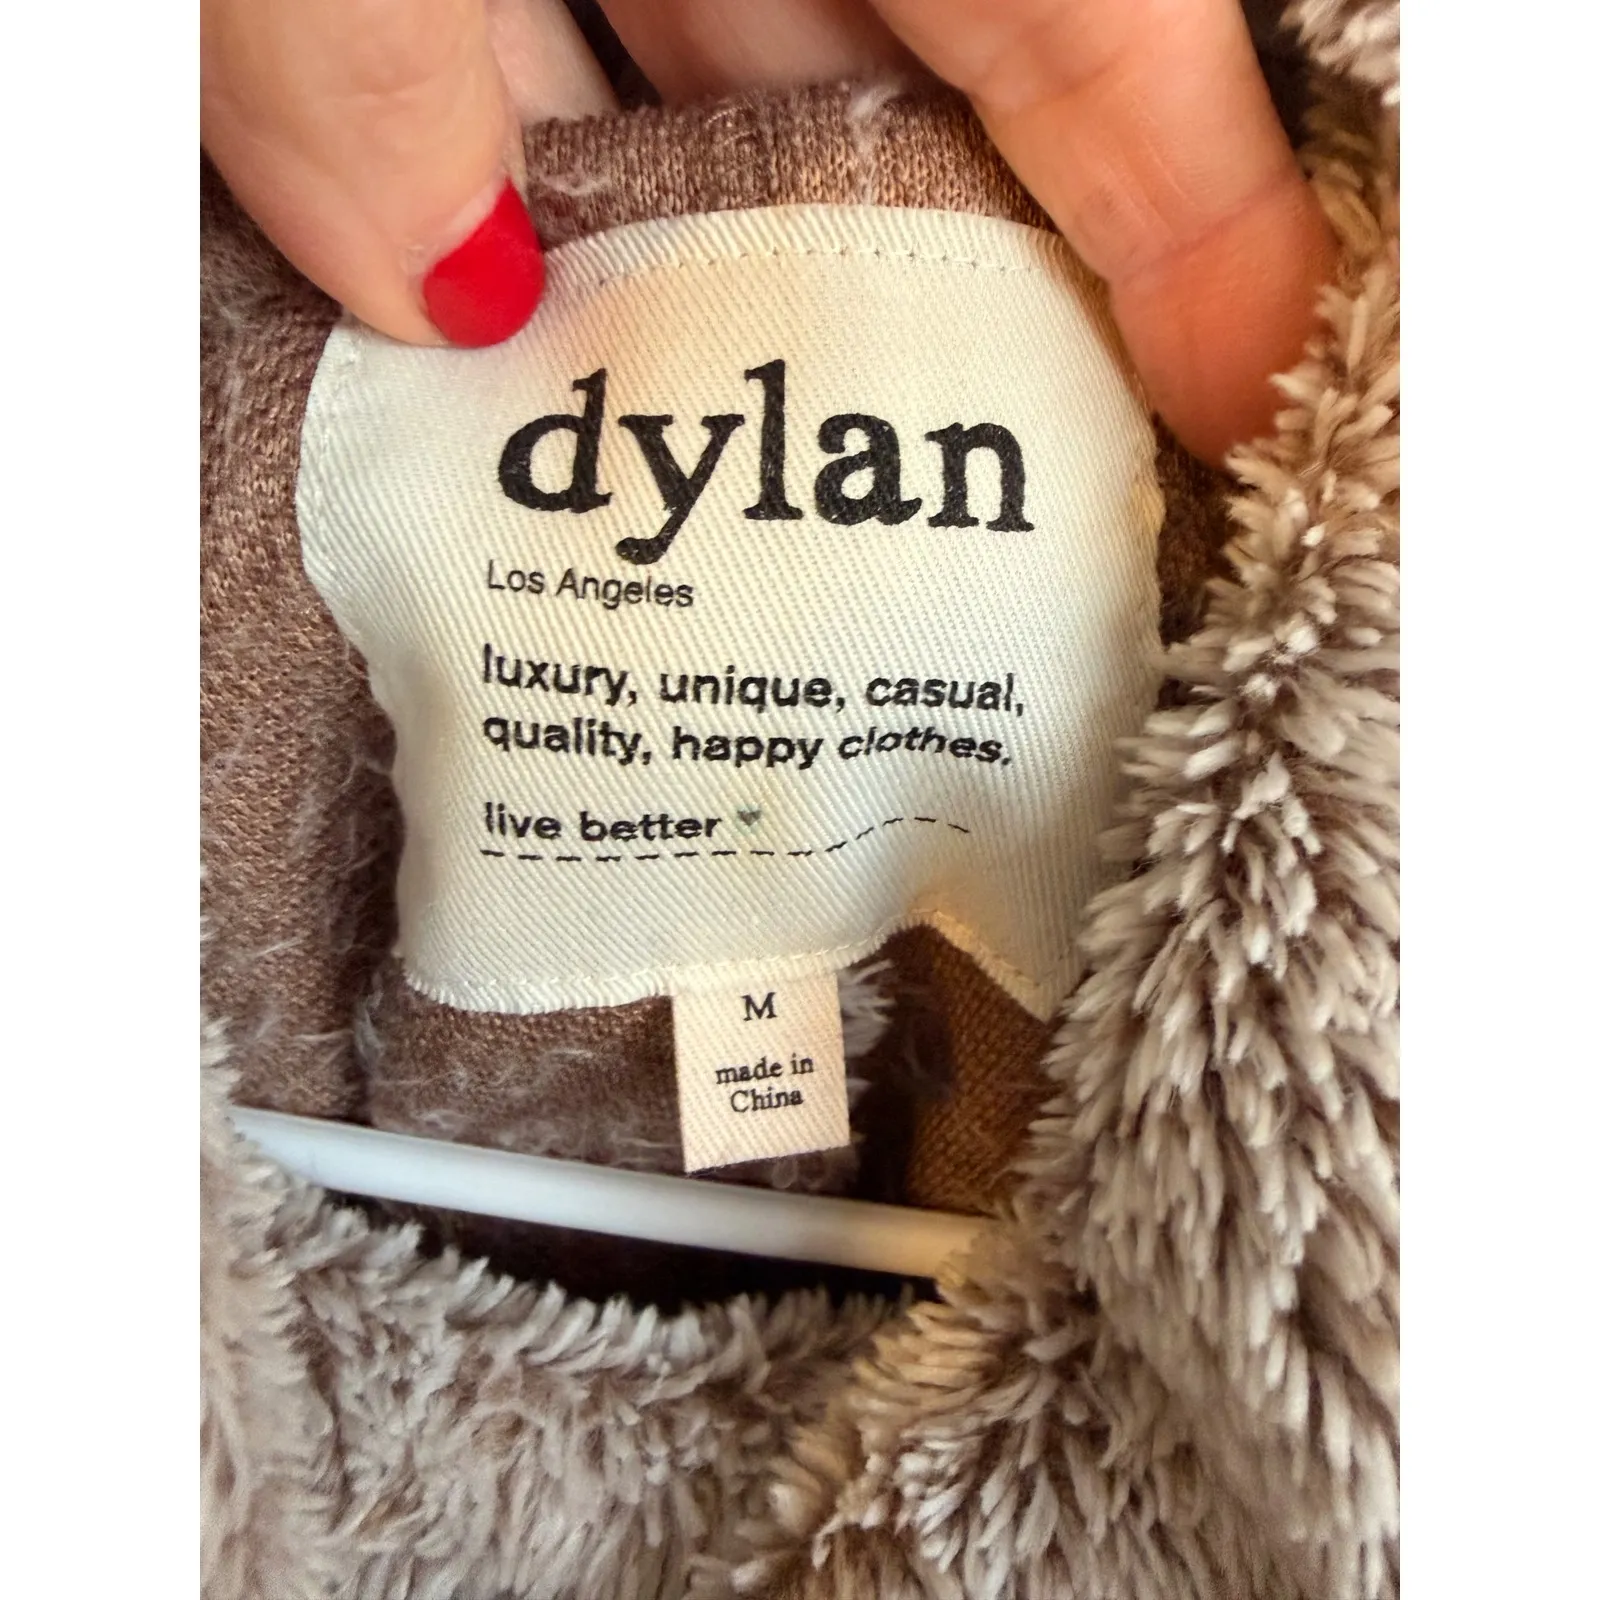 dylan
Los Angeles
luxury, unique, casual,
quality, happy clothes.
live better
M
made in
China